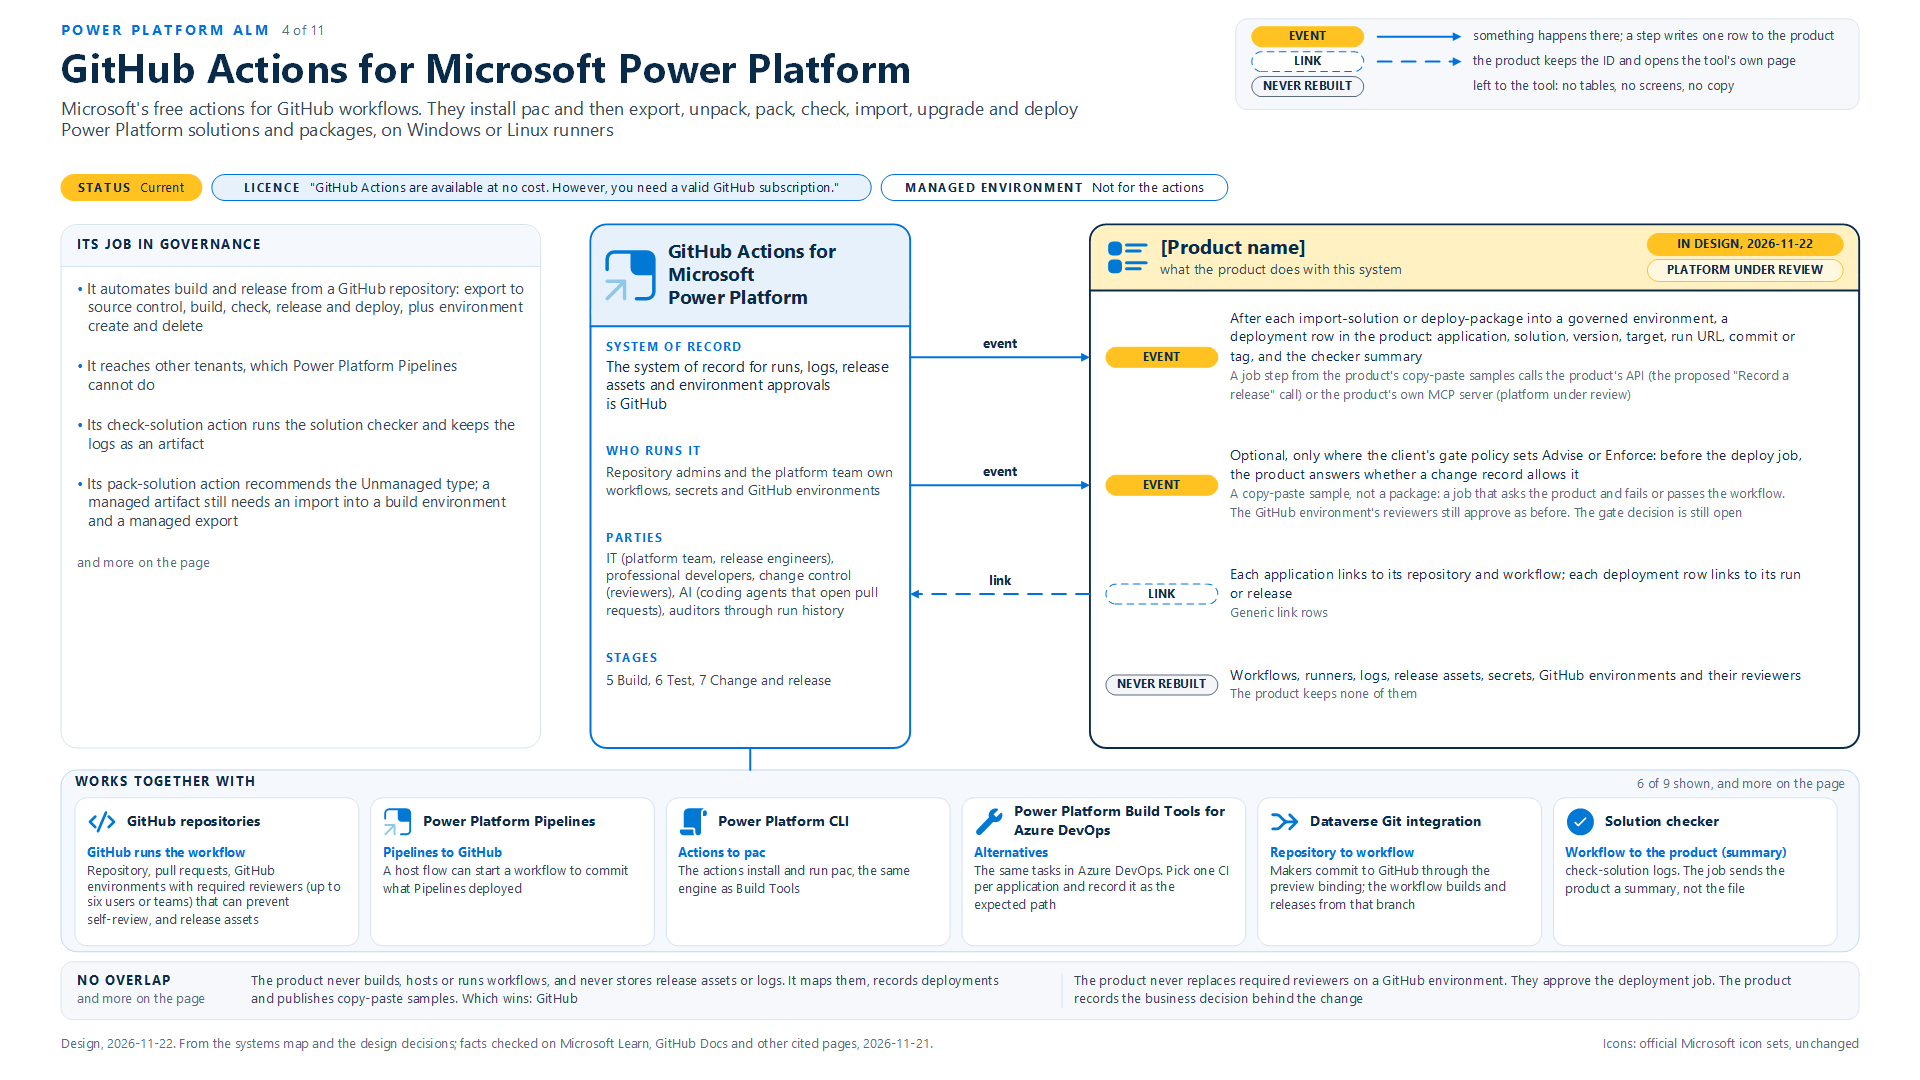 POWER PLATFORM ALM 4 of 11
GitHub Actions for Microsoft Power Platform
Microsoft's free actions for GitHub workflows. They install pac and then export, unpack, pack, check, import, upgrade and deploy
Power Platform solutions and packages, on Windows or Linux runners
EVENT something happens there; a step writes one row to the product
LINK the product keeps the ID and opens the tool's own page
NEVER REBUILT left to the tool: no tables, no screens, no copy
STATUS Current
LICENCE "GitHub Actions are available at no cost. However, you need a valid GitHub subscription."
MANAGED ENVIRONMENT Not for the actions
ITS JOB IN GOVERNANCE
• It automates build and release from a GitHub repository: export to
source control, build, check, release and deploy, plus environment
create and delete
• It reaches other tenants, which Power Platform Pipelines
cannot do
• Its check-solution action runs the solution checker and keeps the
logs as an artifact
• Its pack-solution action recommends the Unmanaged type; a
managed artifact still needs an import into a build environment
and a managed export
and more on the page
GitHub Actions for
Microsoft
Power Platform
SYSTEM OF RECORD
The system of record for runs, logs, release
assets and environment approvals
is GitHub
WHO RUNS IT
Repository admins and the platform team own
workflows, secrets and GitHub environments
PARTIES
IT (platform team, release engineers),
professional developers, change control
(reviewers), AI (coding agents that open pull
requests), auditors through run history
STAGES
5 Build, 6 Test, 7 Change and release
event
event
link
[Product name]
what the product does with this system
IN DESIGN, 2026-11-22
PLATFORM UNDER REVIEW
EVENT
After each import-solution or deploy-package into a governed environment, a
deployment row in the product: application, solution, version, target, run URL, commit or
tag, and the checker summary
A job step from the product's copy-paste samples calls the product's API (the proposed "Record a
release" call) or the product's own MCP server (platform under review)
EVENT
Optional, only where the client's gate policy sets Advise or Enforce: before the deploy job,
the product answers whether a change record allows it
A copy-paste sample, not a package: a job that asks the product and fails or passes the workflow.
The GitHub environment's reviewers still approve as before. The gate decision is still open
LINK
Each application links to its repository and workflow; each deployment row links to its run
or release
Generic link rows
NEVER REBUILT
Workflows, runners, logs, release assets, secrets, GitHub environments and their reviewers
The product keeps none of them
WORKS TOGETHER WITH
6 of 9 shown, and more on the page
GitHub repositories
GitHub runs the workflow
Repository, pull requests, GitHub
environments with required reviewers (up to
six users or teams) that can prevent
self-review, and release assets
Power Platform Pipelines
Pipelines to GitHub
A host flow can start a workflow to commit
what Pipelines deployed
Power Platform CLI
Actions to pac
The actions install and run pac, the same
engine as Build Tools
Power Platform Build Tools for
Azure DevOps
Alternatives
The same tasks in Azure DevOps. Pick one CI
per application and record it as the
expected path
Dataverse Git integration
Repository to workflow
Makers commit to GitHub through the
preview binding; the workflow builds and
releases from that branch
Solution checker
Workflow to the product (summary)
check-solution logs. The job sends the
product a summary, not the file
NO OVERLAP
and more on the page
The product never builds, hosts or runs workflows, and never stores release assets or logs. It maps them, records deployments
and publishes copy-paste samples. Which wins: GitHub
The product never replaces required reviewers on a GitHub environment. They approve the deployment job. The product
records the business decision behind the change
Design, 2026-11-22. From the systems map and the design decisions; facts checked on Microsoft Learn, GitHub Docs and other cited pages, 2026-11-21.
Icons: official Microsoft icon sets, unchanged